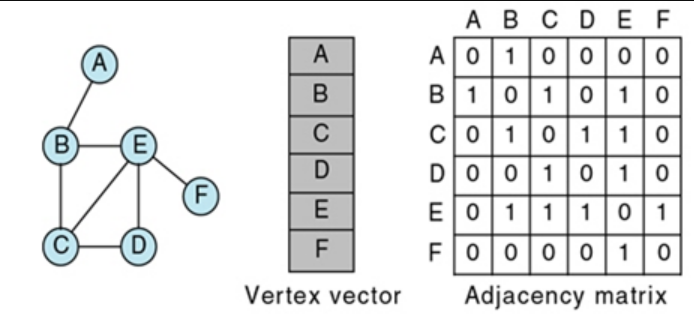 A
B E
F
C D
A
B
C
D
E
F
Vertex vector
A B C D E F
A 0 1 0 0 0 0
B 1 0 1 0 1 0
C 0 1 0 1 1 0
D 0 0 1 0 1 0
E 0 1 1 1 0 1
F 0 0 0 0 1 0
Adjacency matrix